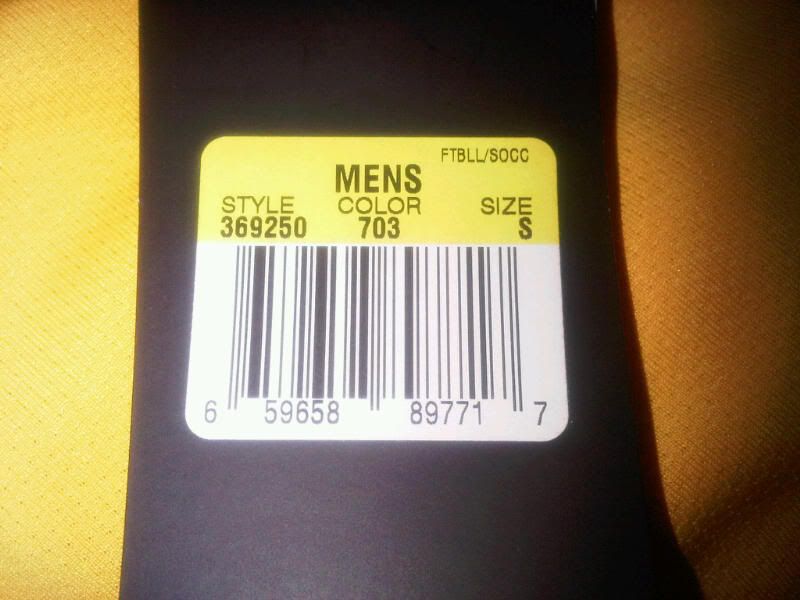 FTBLL/SOCC
MENS
STYLE COLOR SIZE
369250 703 S
6 59658 89771 7